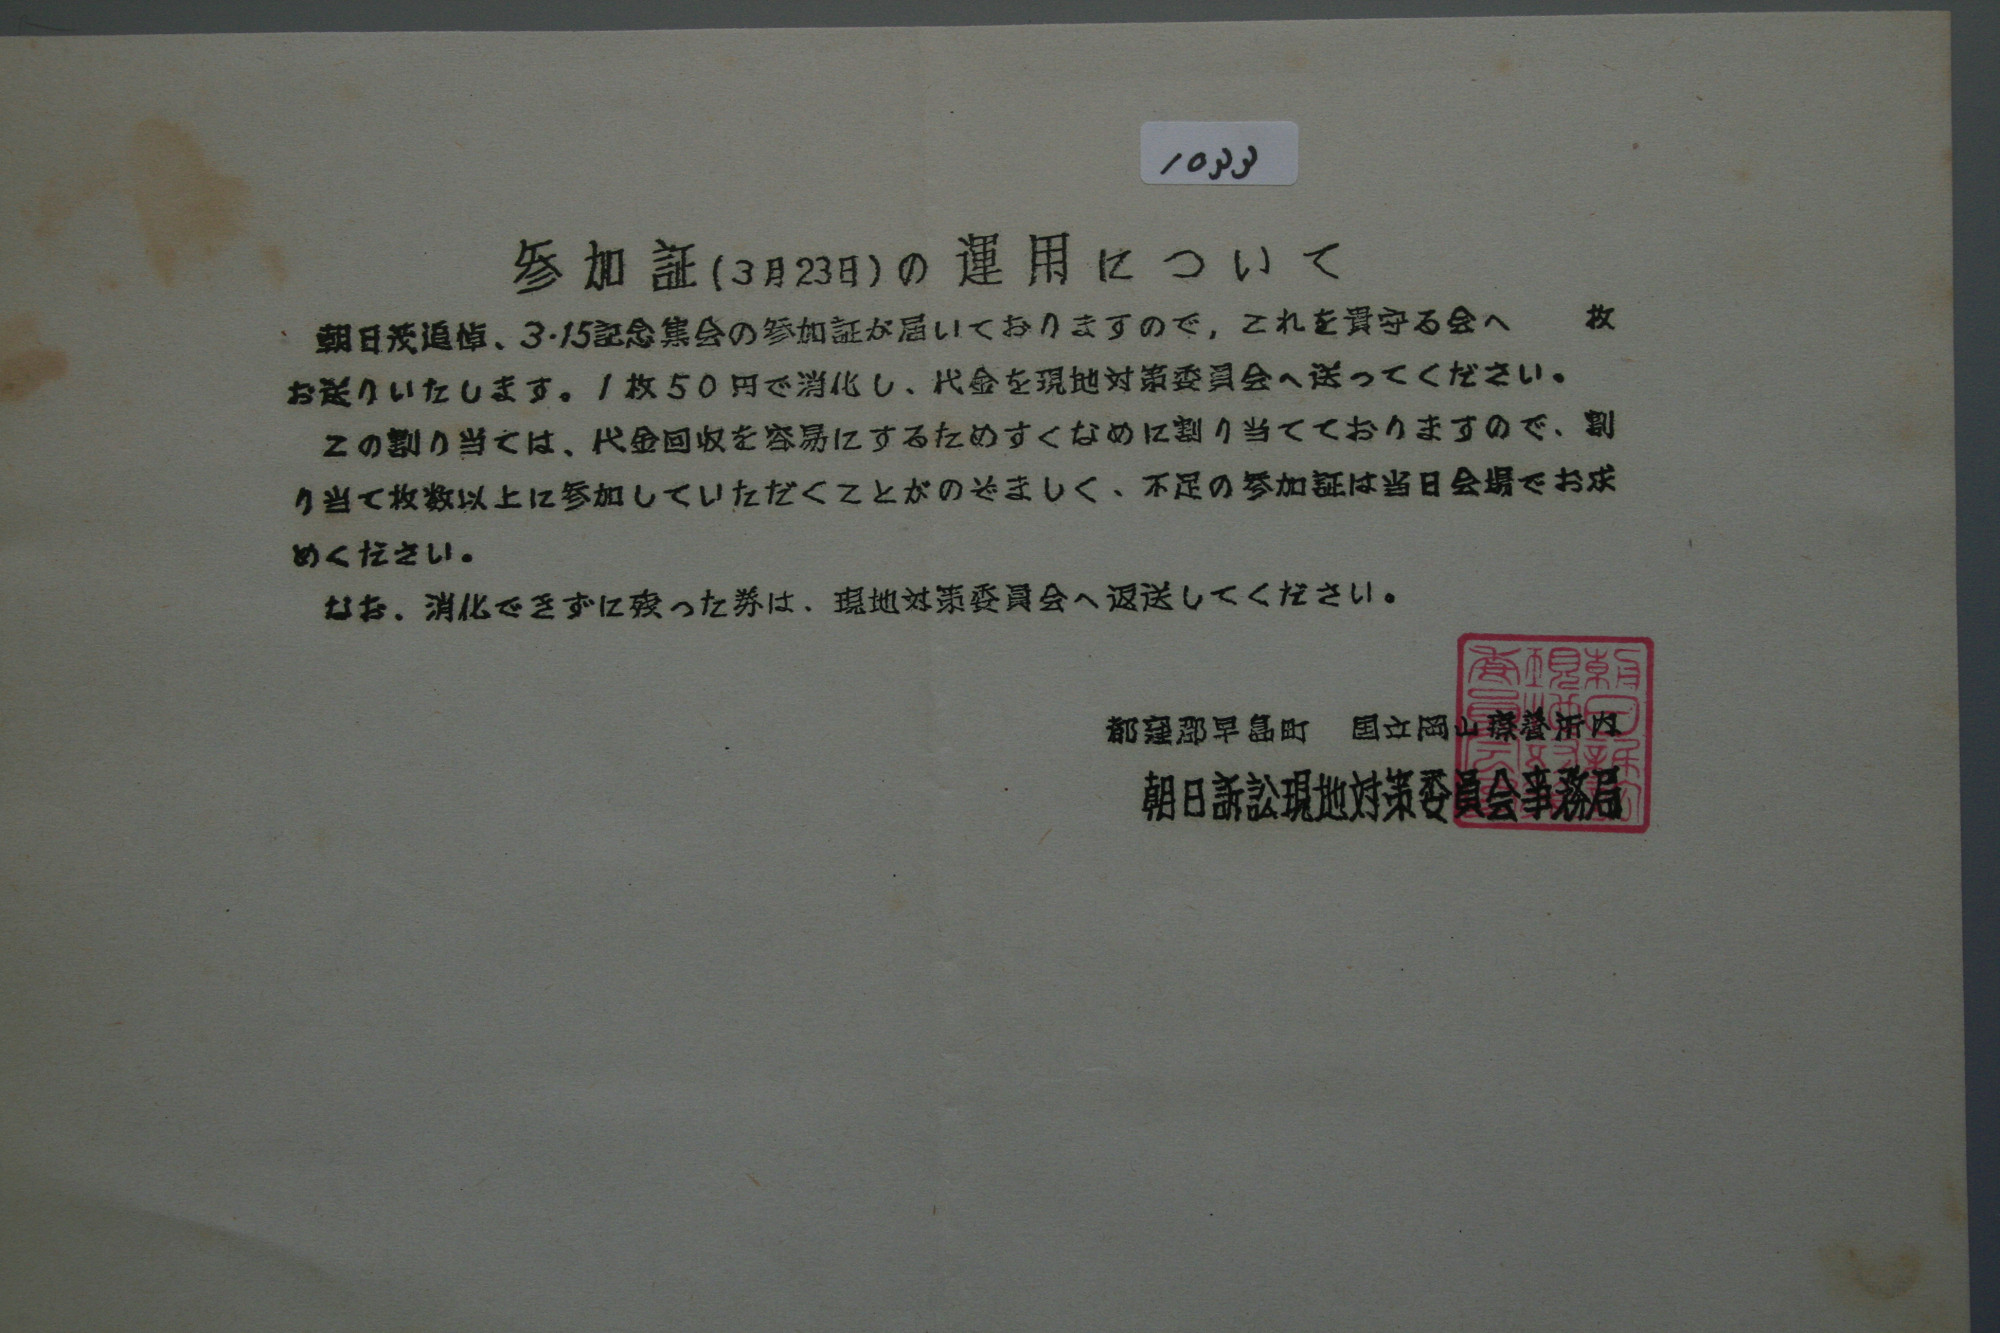 1033
参加証(3月23日)の運用について
朝日茂追悼、3・15記念集会の参加証が届いておりますので，これを貴守る会へ　　枚
お送りいたします。1枚50円で消化し、代金を現地対策委員会へ送ってください。
この割り当ては、代金回収を容易にするためすくなめに割り当てておりますので、割
り当て枚数以上に参加していただくことがのぞましく、不足の参加証は当日会場でお求
めください。
なお、消化できずに残った券は、現地対策委員会へ返送してください。
都窪郡早島町　国立岡山療養所内
朝日訴訟現地対策委員会事務局